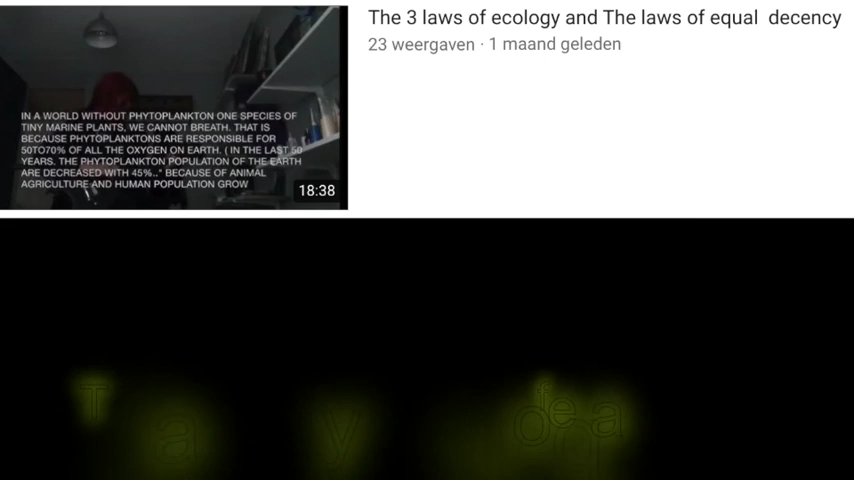 The 3 laws of ecology and The laws of equal  decency
23 weergaven · 1 maand geleden
IN A WORLD WITHOUT PHYTOPLANKTON ONE SPECIES OF
TINY MARINE PLANTS, WE CANNOT BREATH. THAT IS
BECAUSE PHYTOPLANKTONS ARE RESPONSIBLE FOR
50TO70% OF ALL THE OXYGEN ON EARTH. ( IN THE LAST 50
YEARS. THE PHYTOPLANKTON POPULATION OF THE EARTH
ARE DECREASED WITH 45%.." BECAUSE OF ANIMAL
AGRICULTURE AND HUMAN POPULATION GROW
18:38